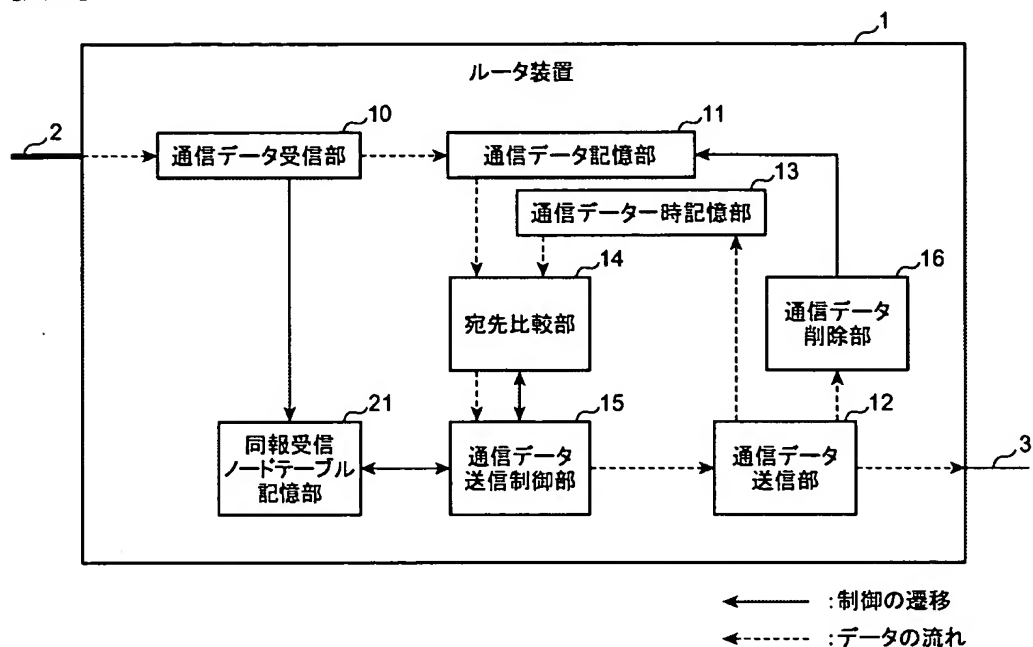 1
ルータ装置
10
11
2
通信データ受信部
通信データ記憶部
13
通信データ一時記憶部
14
16
宛先比較部
通信データ
削除部
21
15
12
同報受信
ノードテーブル
記憶部
通信データ
送信制御部
通信データ
送信部
3
:制御の遷移
:データの流れ